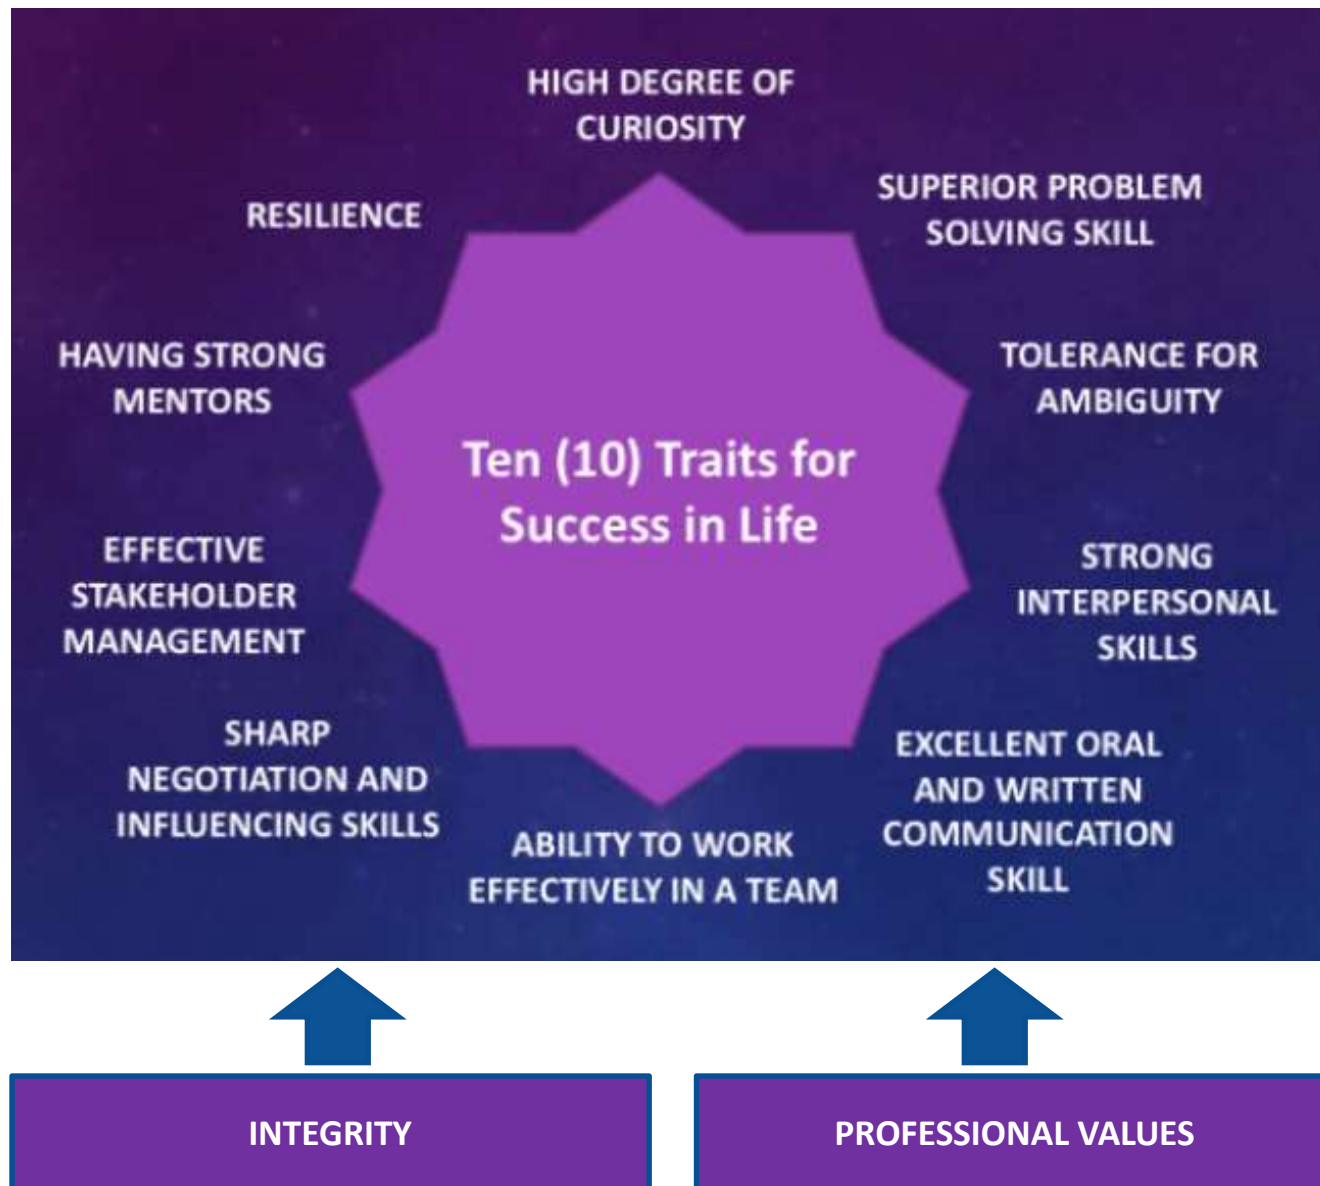 HIGH DEGREE OF
CURIOSITY
SUPERIOR PROBLEM
SOLVING SKILL
TOLERANCE FOR
AMBIGUITY
STRONG
INTERPERSONAL
SKILLS
EXCELLENT ORAL
AND WRITTEN
COMMUNICATION
SKILL
ABILITY TO WORK
EFFECTIVELY IN A TEAM
SHARP
NEGOTIATION AND
INFLUENCING SKILLS
EFFECTIVE
STAKEHOLDER
MANAGEMENT
HAVING STRONG
MENTORS
RESILIENCE
Ten (10) Traits for
Success in Life
INTEGRITY
PROFESSIONAL VALUES